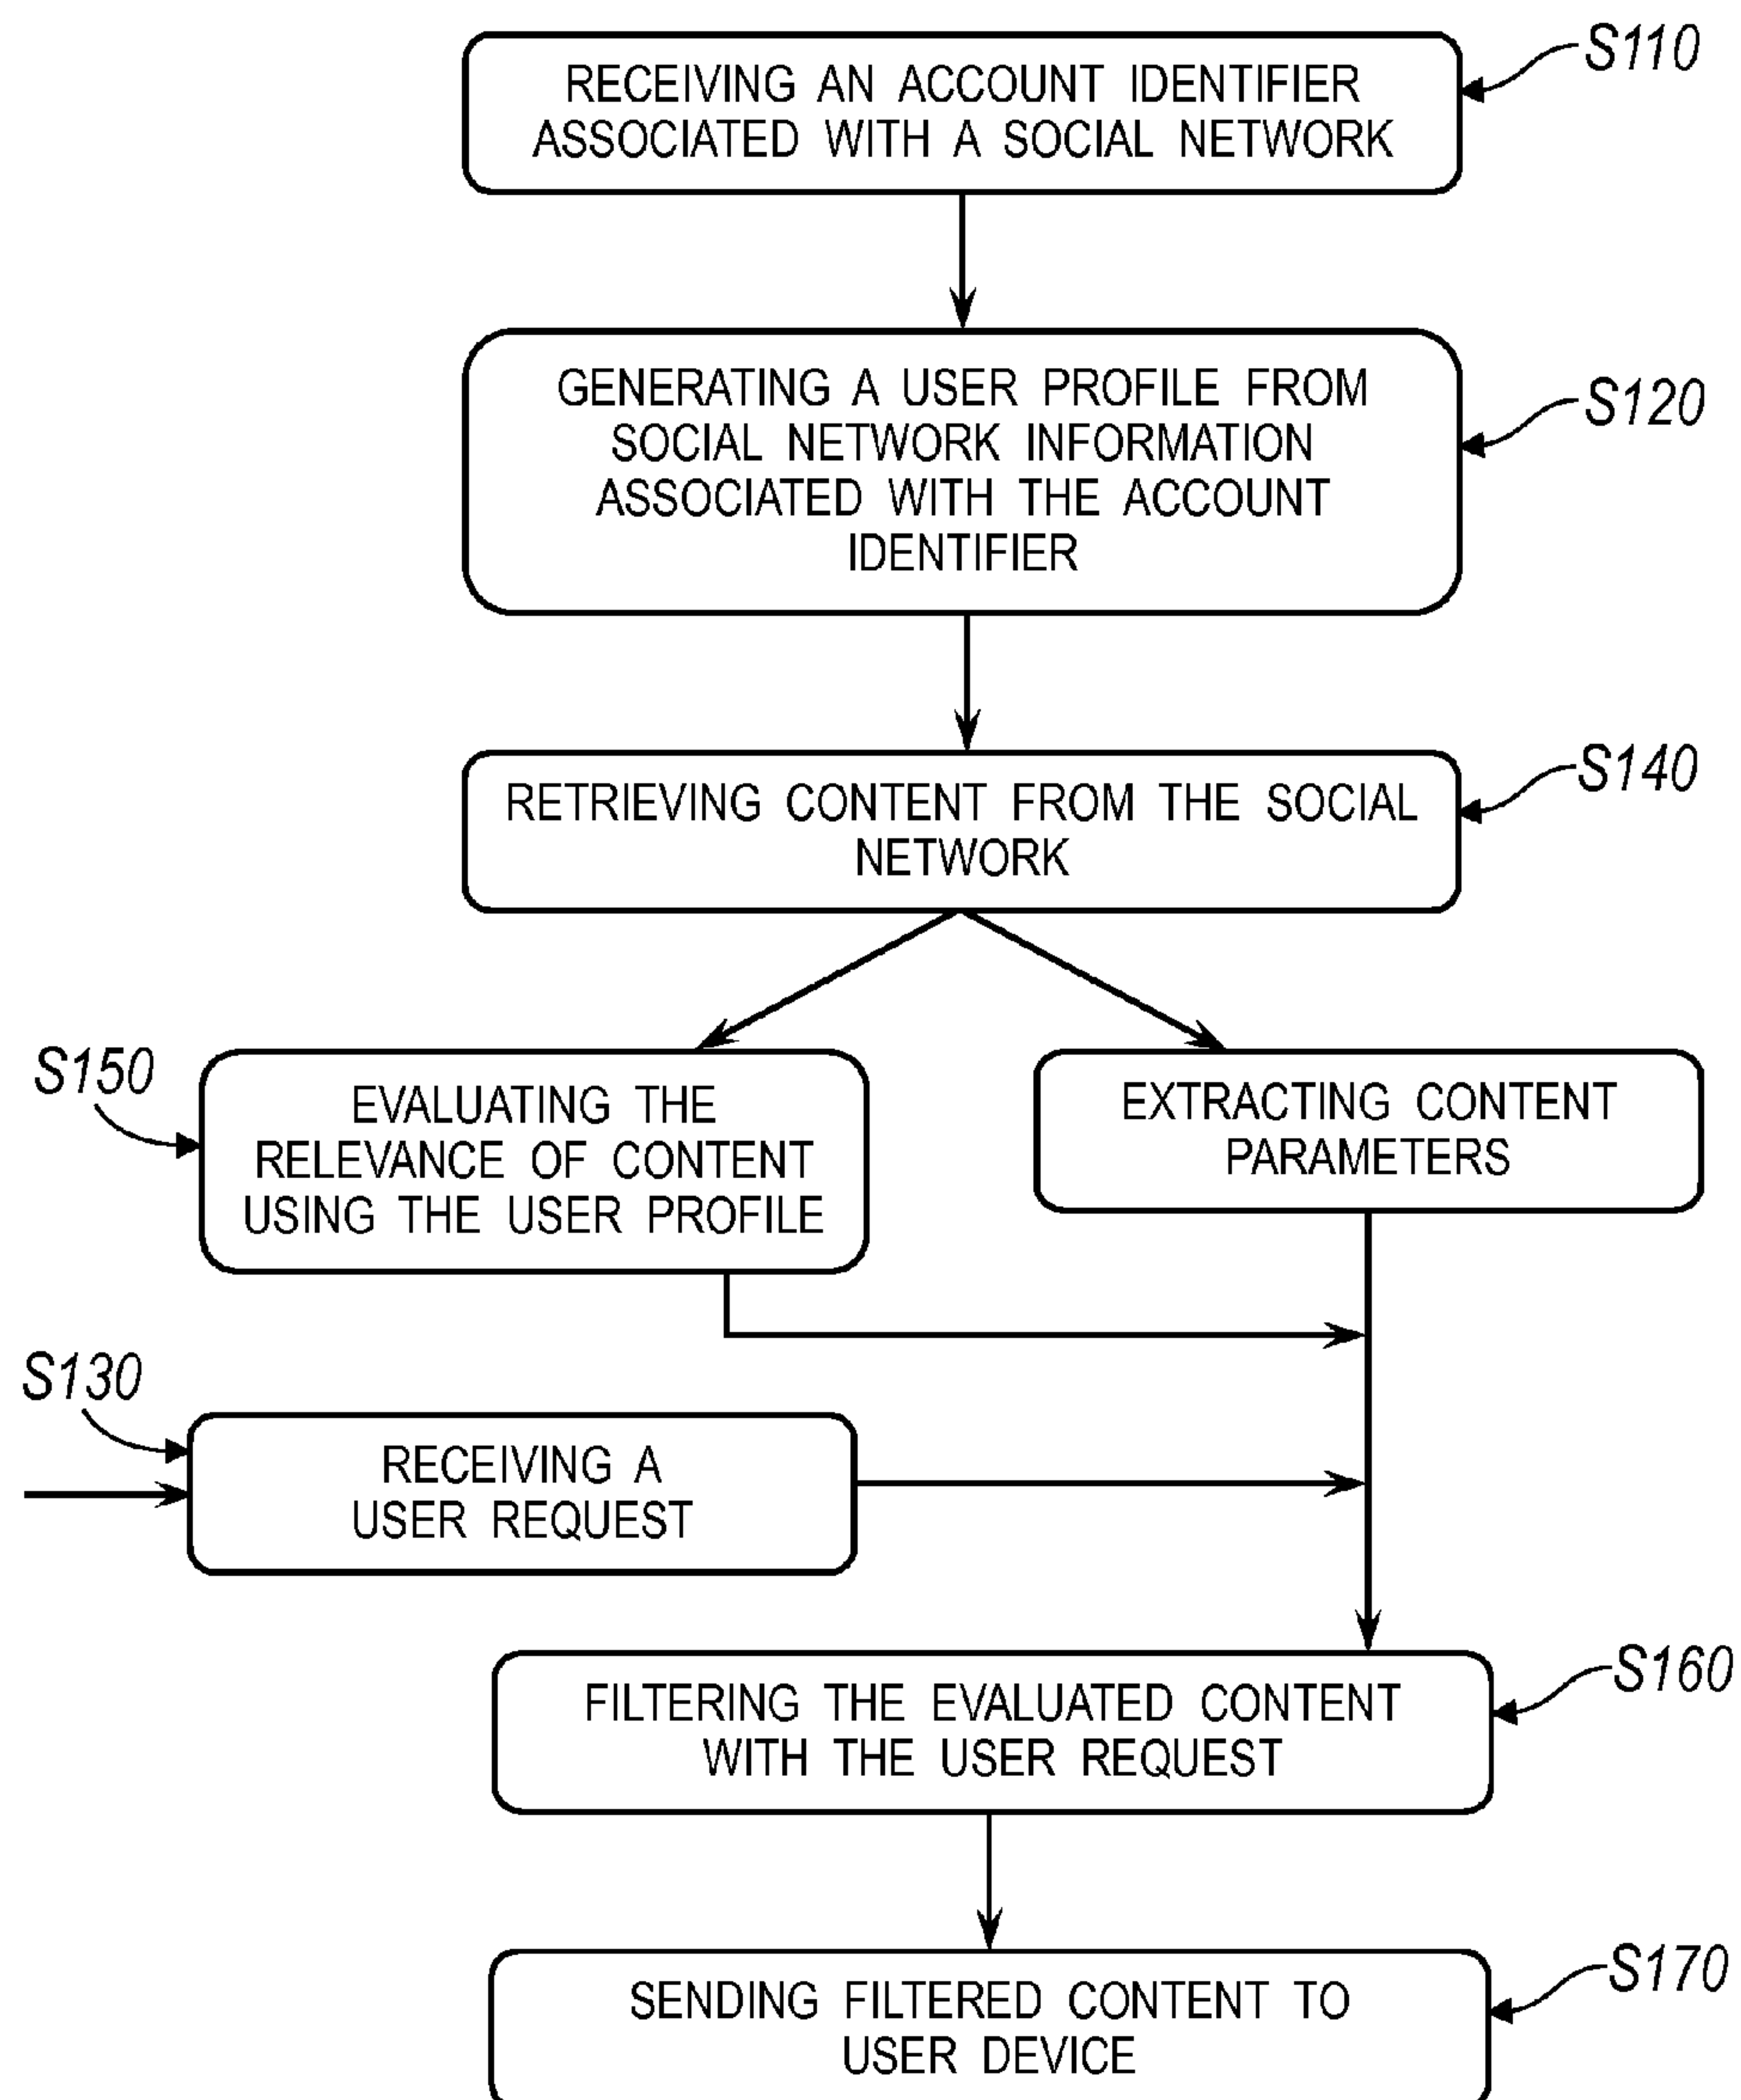 RECEIVING AN ACCOUNT IDENTIFIER
ASSOCIATED WITH A SOCIAL NETWORK
S110
GENERATING A USER PROFILE FROM
SOCIAL NETWORK INFORMATION
ASSOCIATED WITH THE ACCOUNT
IDENTIFIER
S120
RETRIEVING CONTENT FROM THE SOCIAL
NETWORK
S140
S150
EVALUATING THE
RELEVANCE OF CONTENT
USING THE USER PROFILE
EXTRACTING CONTENT
PARAMETERS
S130
RECEIVING A
USER REQUEST
FILTERING THE EVALUATED CONTENT
WITH THE USER REQUEST
S160
SENDING FILTERED CONTENT TO
USER DEVICE
S170